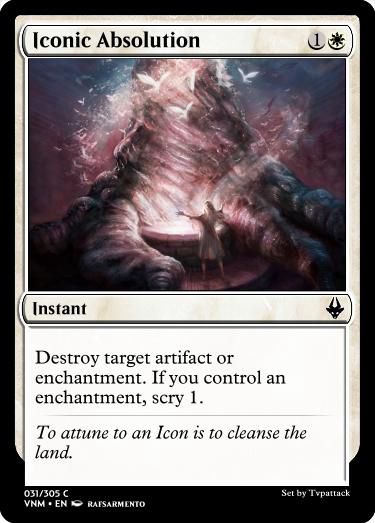 Iconic Absolution 1
Instant
Destroy target artifact or
enchantment. If you control an
enchantment, scry 1.
To attune to an Icon is to cleanse the
land.
031/305 C
VNM • EN RAFSARMENTO
Set by Tvpattack